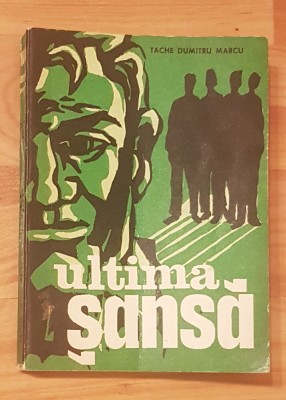 TACHE DUMITRU MARCU
ultima
șansă